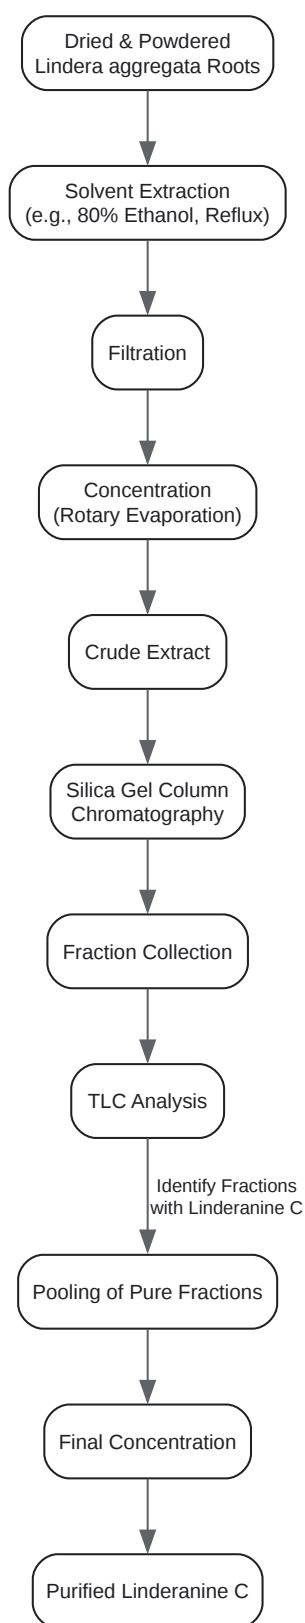 Dried & Powdered
Lindera aggregata Roots
Solvent Extraction
(e.g., 80% Ethanol, Reflux)
Filtration
Concentration
(Rotary Evaporation)
Crude Extract
Silica Gel Column
Chromatography
Fraction Collection
TLC Analysis
Identify Fractions
with Linderanine C
Pooling of Pure Fractions
Final Concentration
Purified Linderanine C